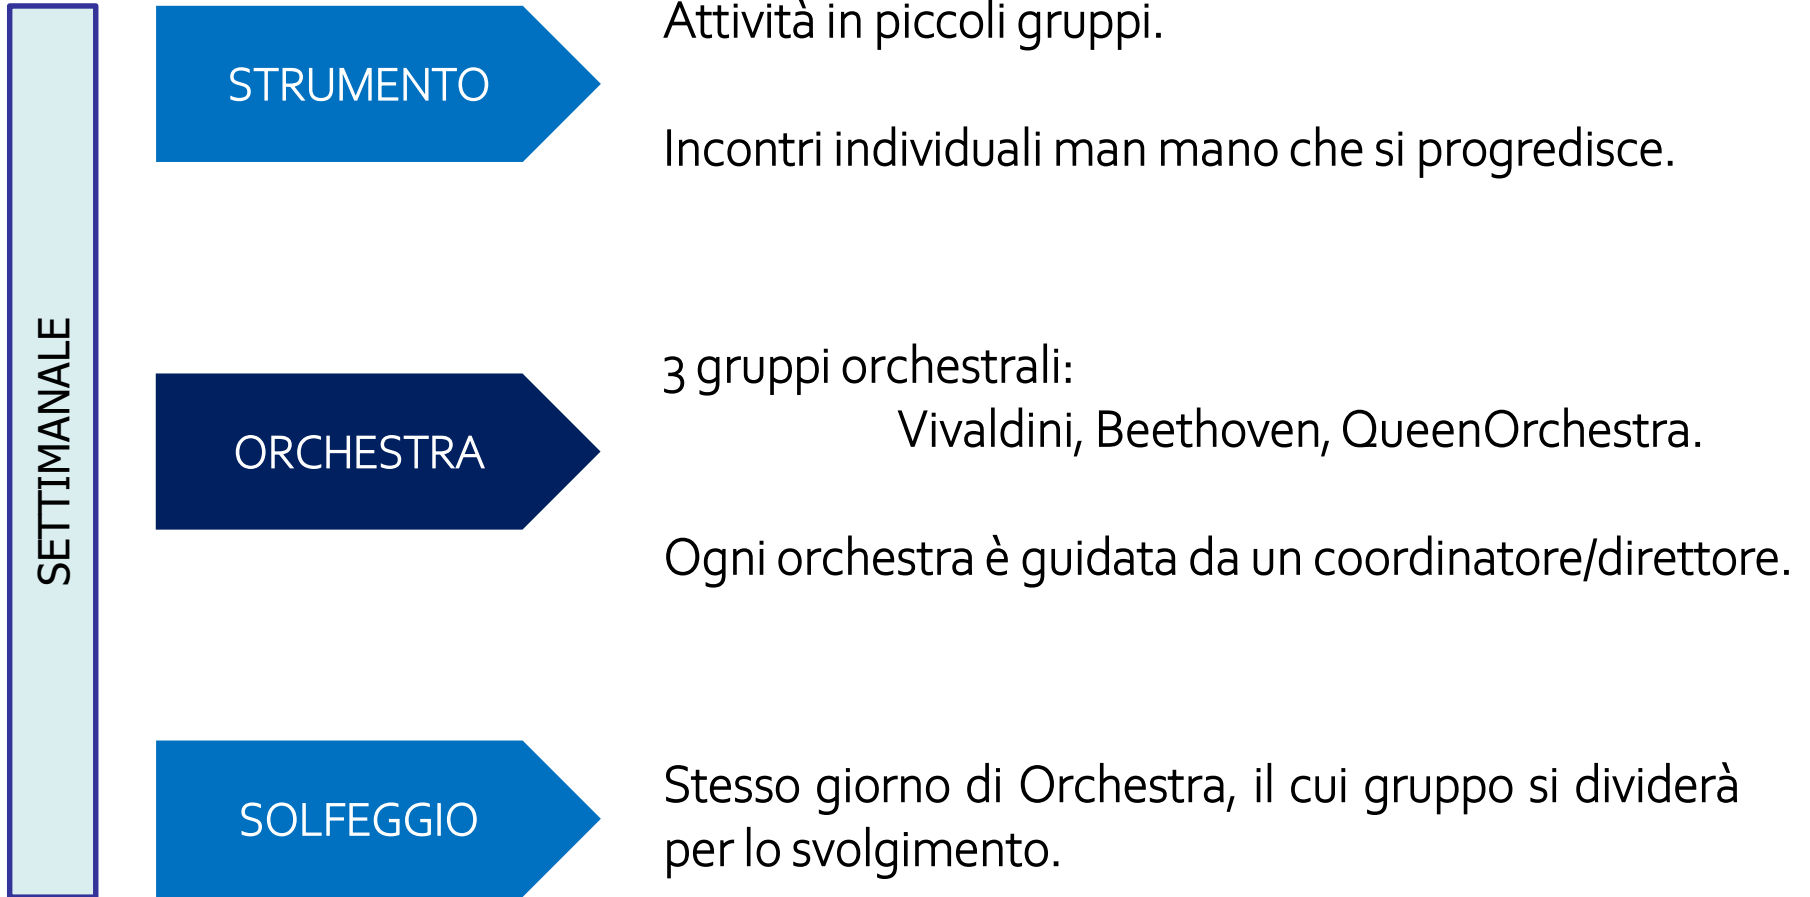 SETTIMANALE
STRUMENTO
Attività in piccoli gruppi.
Incontri individuali man mano che si progredisce.
ORCHESTRA
3 gruppi orchestrali:
Vivaldini, Beethoven, QueenOrchestra.
Ogni orchestra è guidata da un coordinatore/direttore.
SOLFEGGIO
Stesso giorno di Orchestra, il cui gruppo si dividerà
per lo svolgimento.